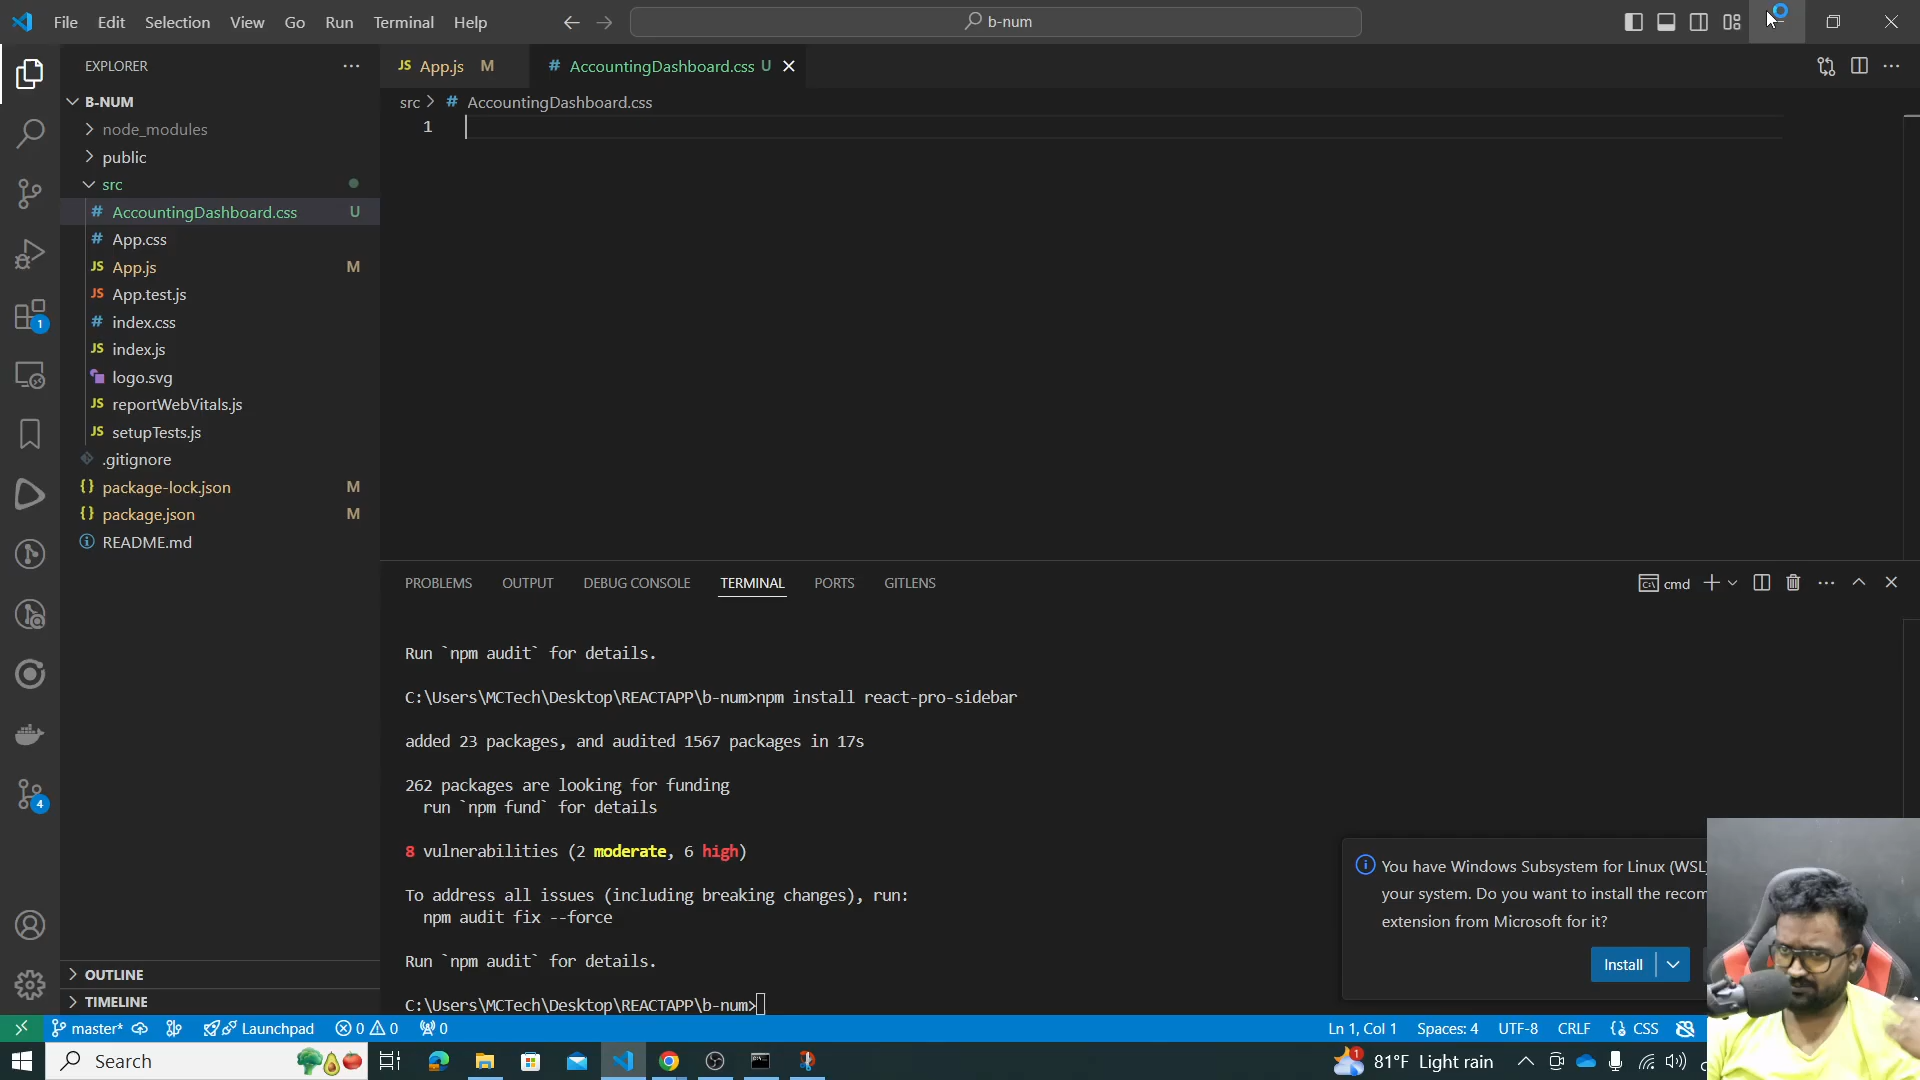 File Edit Selection View Go Run Terminal Help
b-num
EXPLORER
B-NUM
node_modules
public
src
AccountingDashboard.css U
App.css
App.js M
App.test.js
index.css
index.js
logo.svg
reportWebVitals.js
setupTests.js
.gitignore
package-lock.json M
package.json M
README.md
OUTLINE
TIMELINE
JS App.js M
# AccountingDashboard.css U
src > # AccountingDashboard.css
1
PROBLEMS OUTPUT DEBUG CONSOLE TERMINAL PORTS GITLENS
cmd
Run `npm audit` for details.
C:\Users\MCTech\Desktop\REACTAPP\b-num>npm install react-pro-sidebar
added 23 packages, and audited 1567 packages in 17s
262 packages are looking for funding
run `npm fund` for details
8 vulnerabilities (2 moderate, 6 high)
To address all issues (including breaking changes), run:
npm audit fix --force
Run `npm audit` for details.
C:\Users\MCTech\Desktop\REACTAPP\b-num>
You have Windows Subsystem for Linux (WSL)
your system. Do you want to install the recom
extension from Microsoft for it?
Install
1
4
master* Launchpad 0 0 0
Ln 1, Col 1 Spaces: 4 UTF-8 CRLF {} CSS
Search
1
81°F Light rain